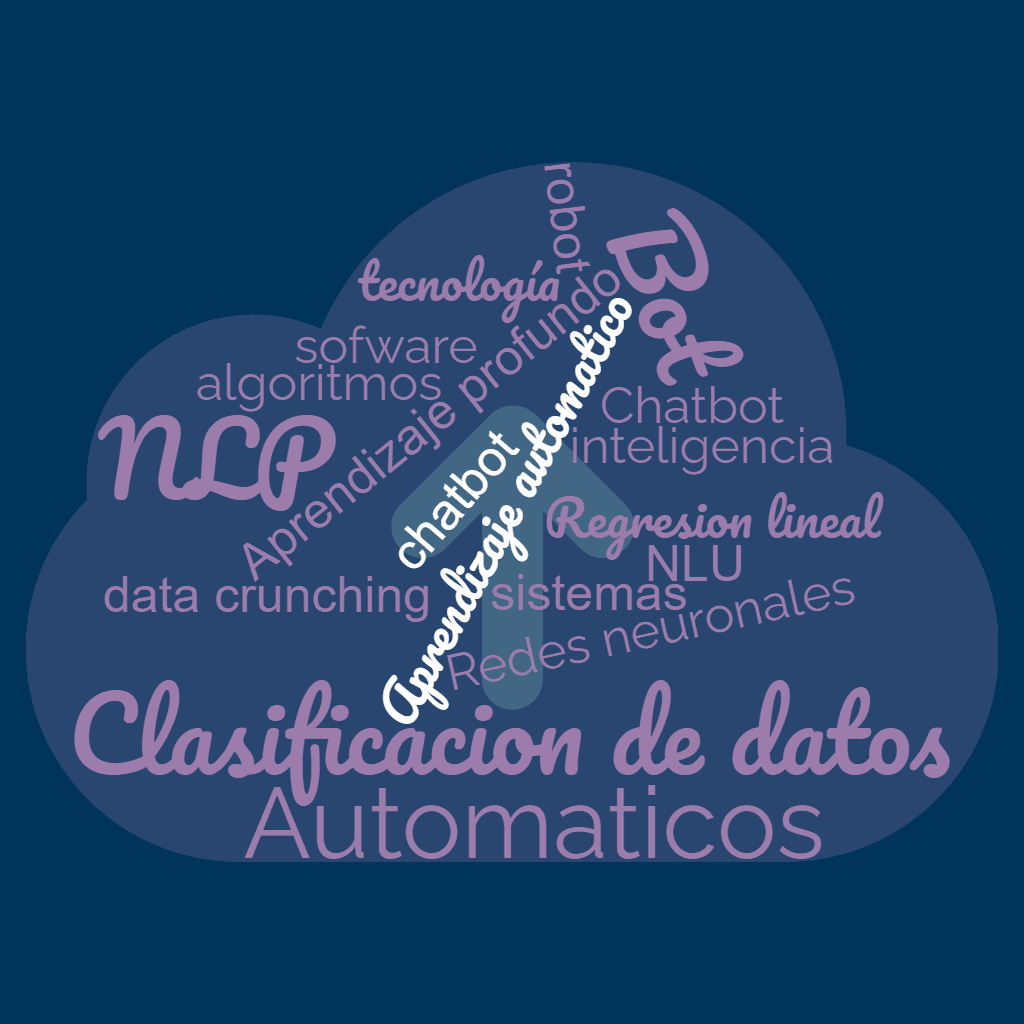 robot
Bot
tecnología
Aprendizaje profundo
sofware
algoritmos
Aprendizaje automatico
Chatbot
NLP
inteligencia
chatbot
Regresion lineal
NLU
data crunching
sistemas
Redes neuronales
Clasificacion de datos
Automaticos